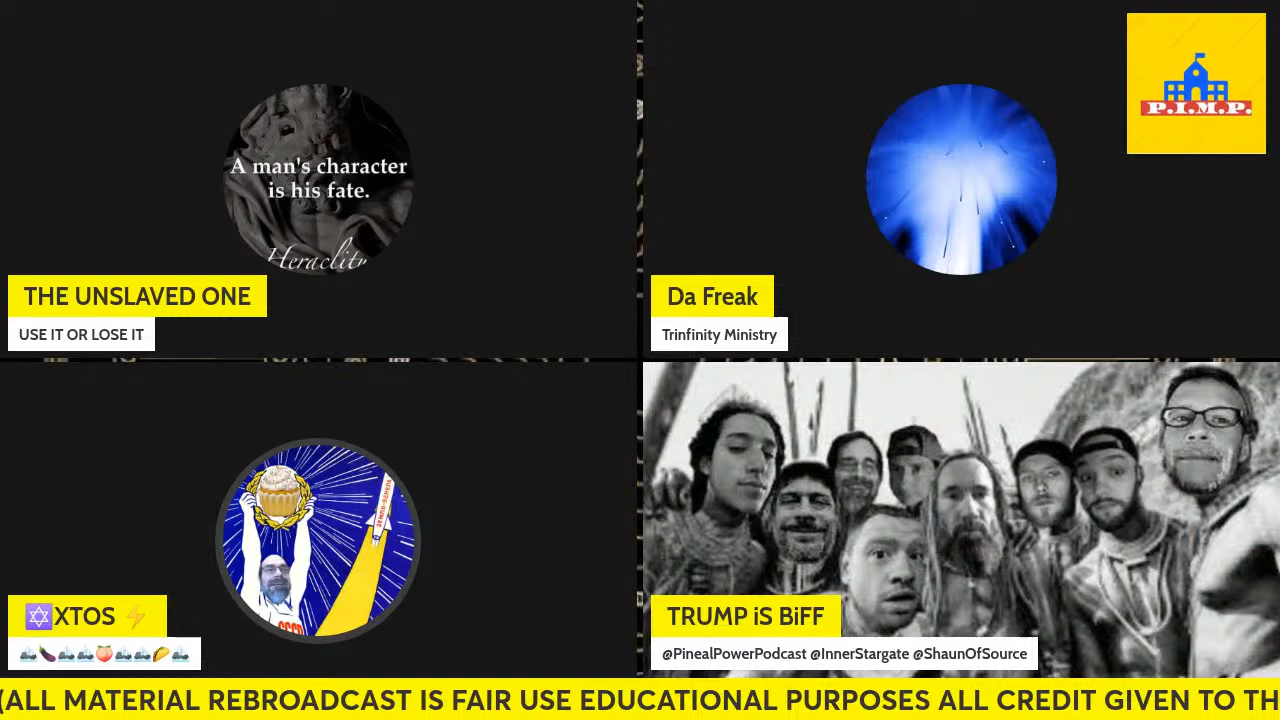 A man's character
is his fate.
THE UNSLAVED ONE
USE IT OR LOSE IT
P.I.M.P.
Da Freak
Trinfinity Ministry
СССР
✡XTOS ⚡
TRUMP iS BiFF
@PinealPowerPodcast @InnerStargate @ShaunOfSource
(ALL MATERIAL REBROADCAST IS FAIR USE EDUCATIONAL PURPOSES ALL CREDIT GIVEN TO TH